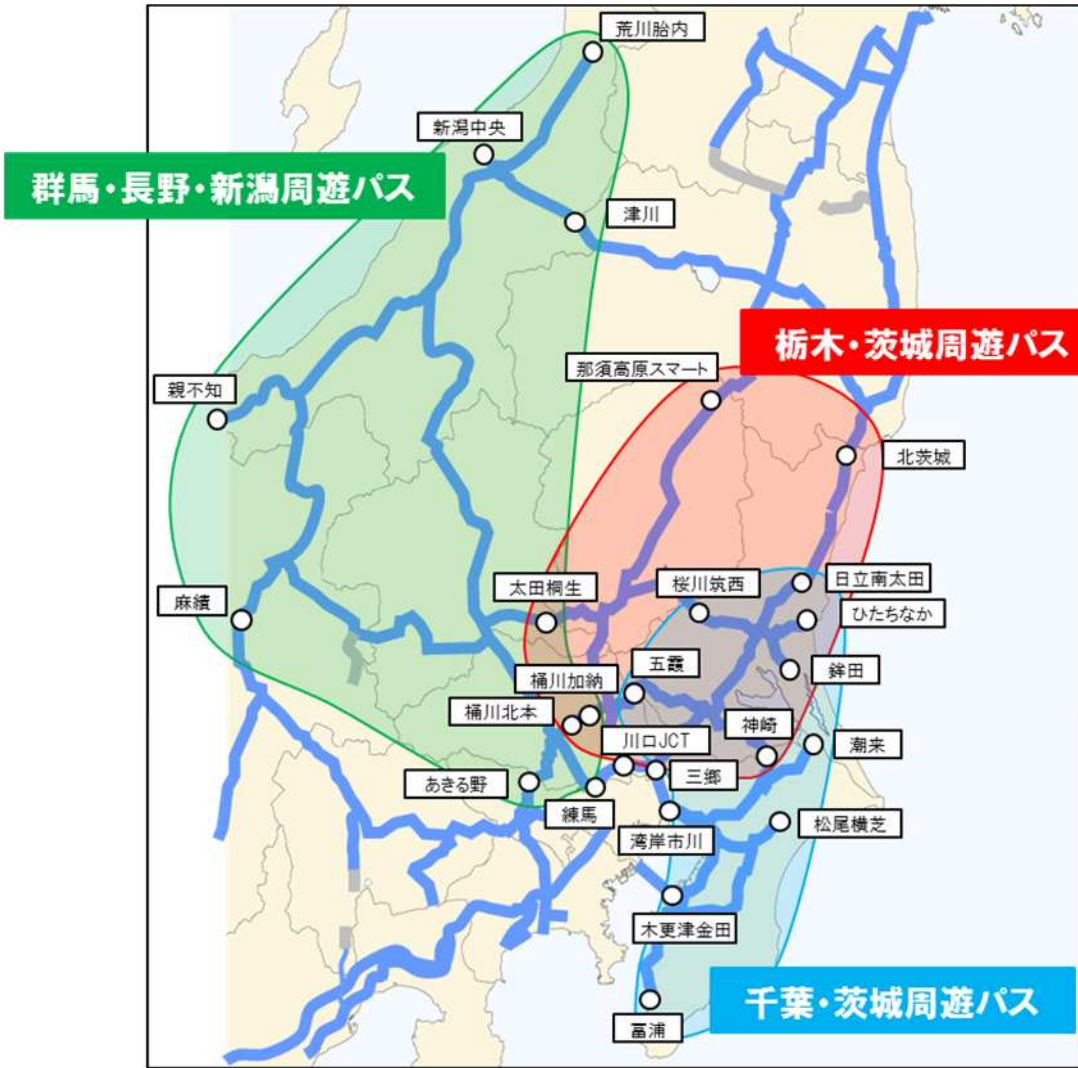 荒川胎内
新潟中央
群馬・長野・新潟周遊パス
津川
栃木・茨城周遊パス
那須高原スマート
親不知
北茨城
日立南太田
桜川筑西
太田桐生
ひたちなか
麻績
五霞
鉾田
桶川加納
桶川北本
神崎
川口JCT
潮来
三郷
あきる野
練馬
松尾横芝
湾岸市川
木更津金田
千葉・茨城周遊パス
富浦